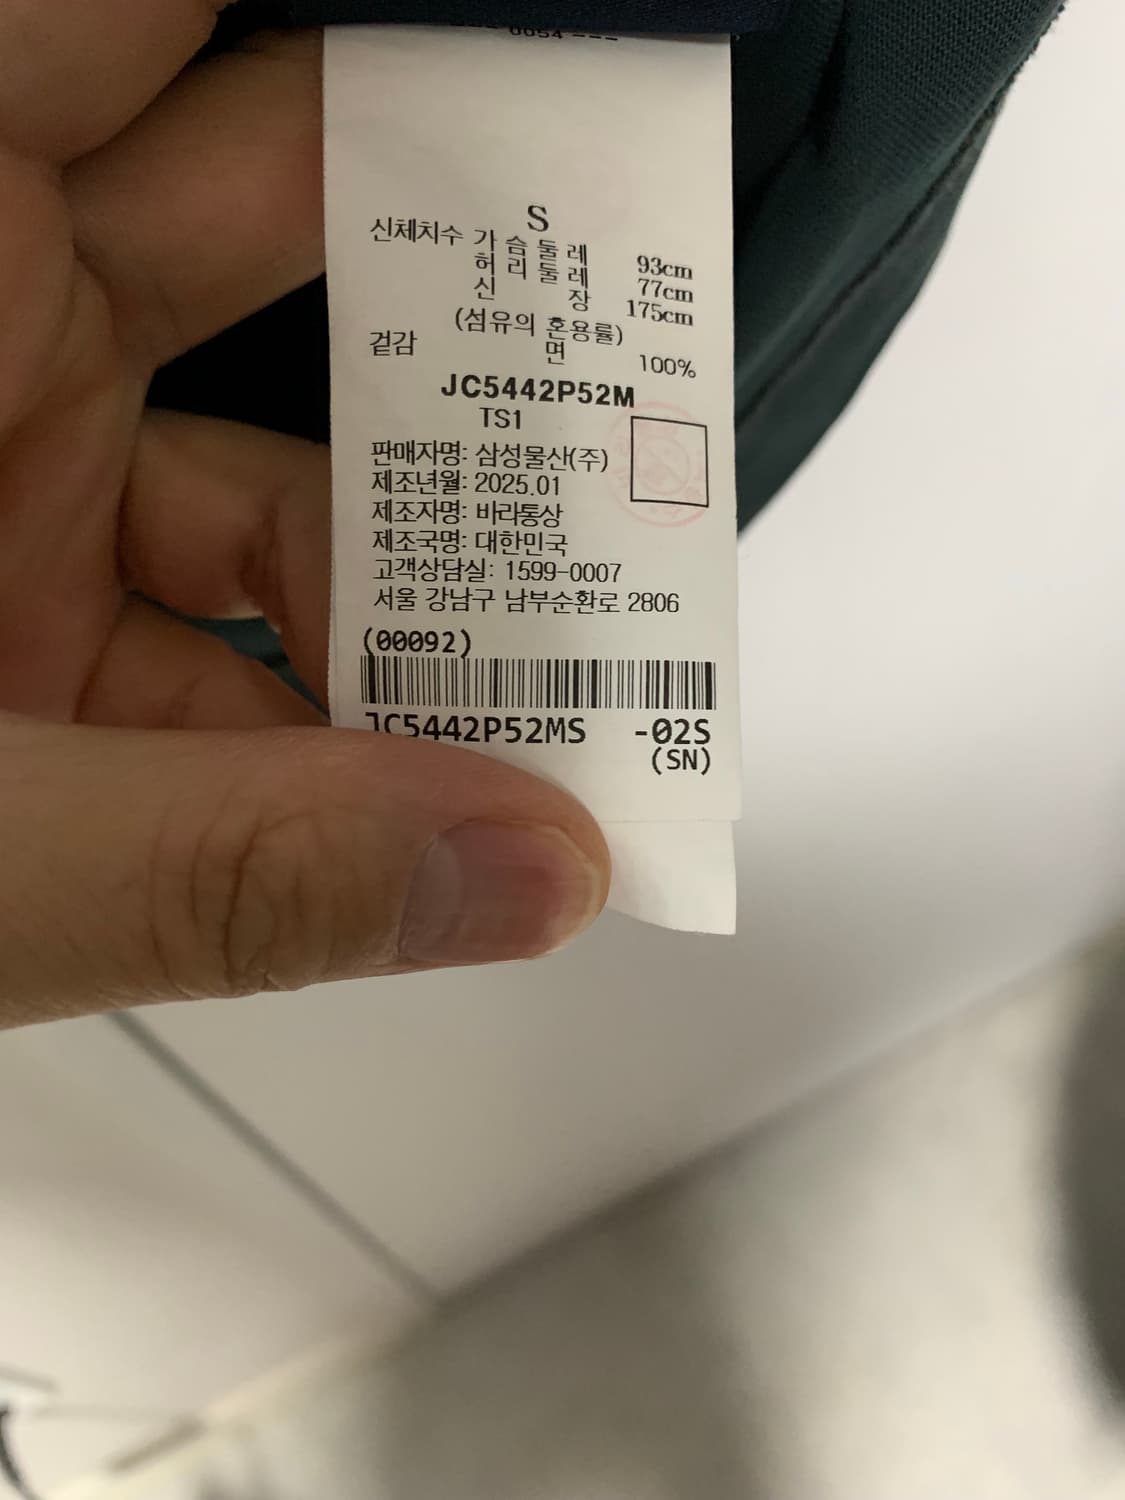 0054
S
신체치수 가슴둘레 93cm
허리둘레 77cm
신 장 175cm
(섬유의 혼용률)
겉감 면 100%
JC5442P52M
TS1
판매자명: 삼성물산(주)
제조년월: 2025.01
제조자명: 바라통상
제조국명: 대한민국
고객상담실: 1599-0007
서울 강남구 남부순환로 2806
(00092)
JC5442P52MS -02S
(SN)